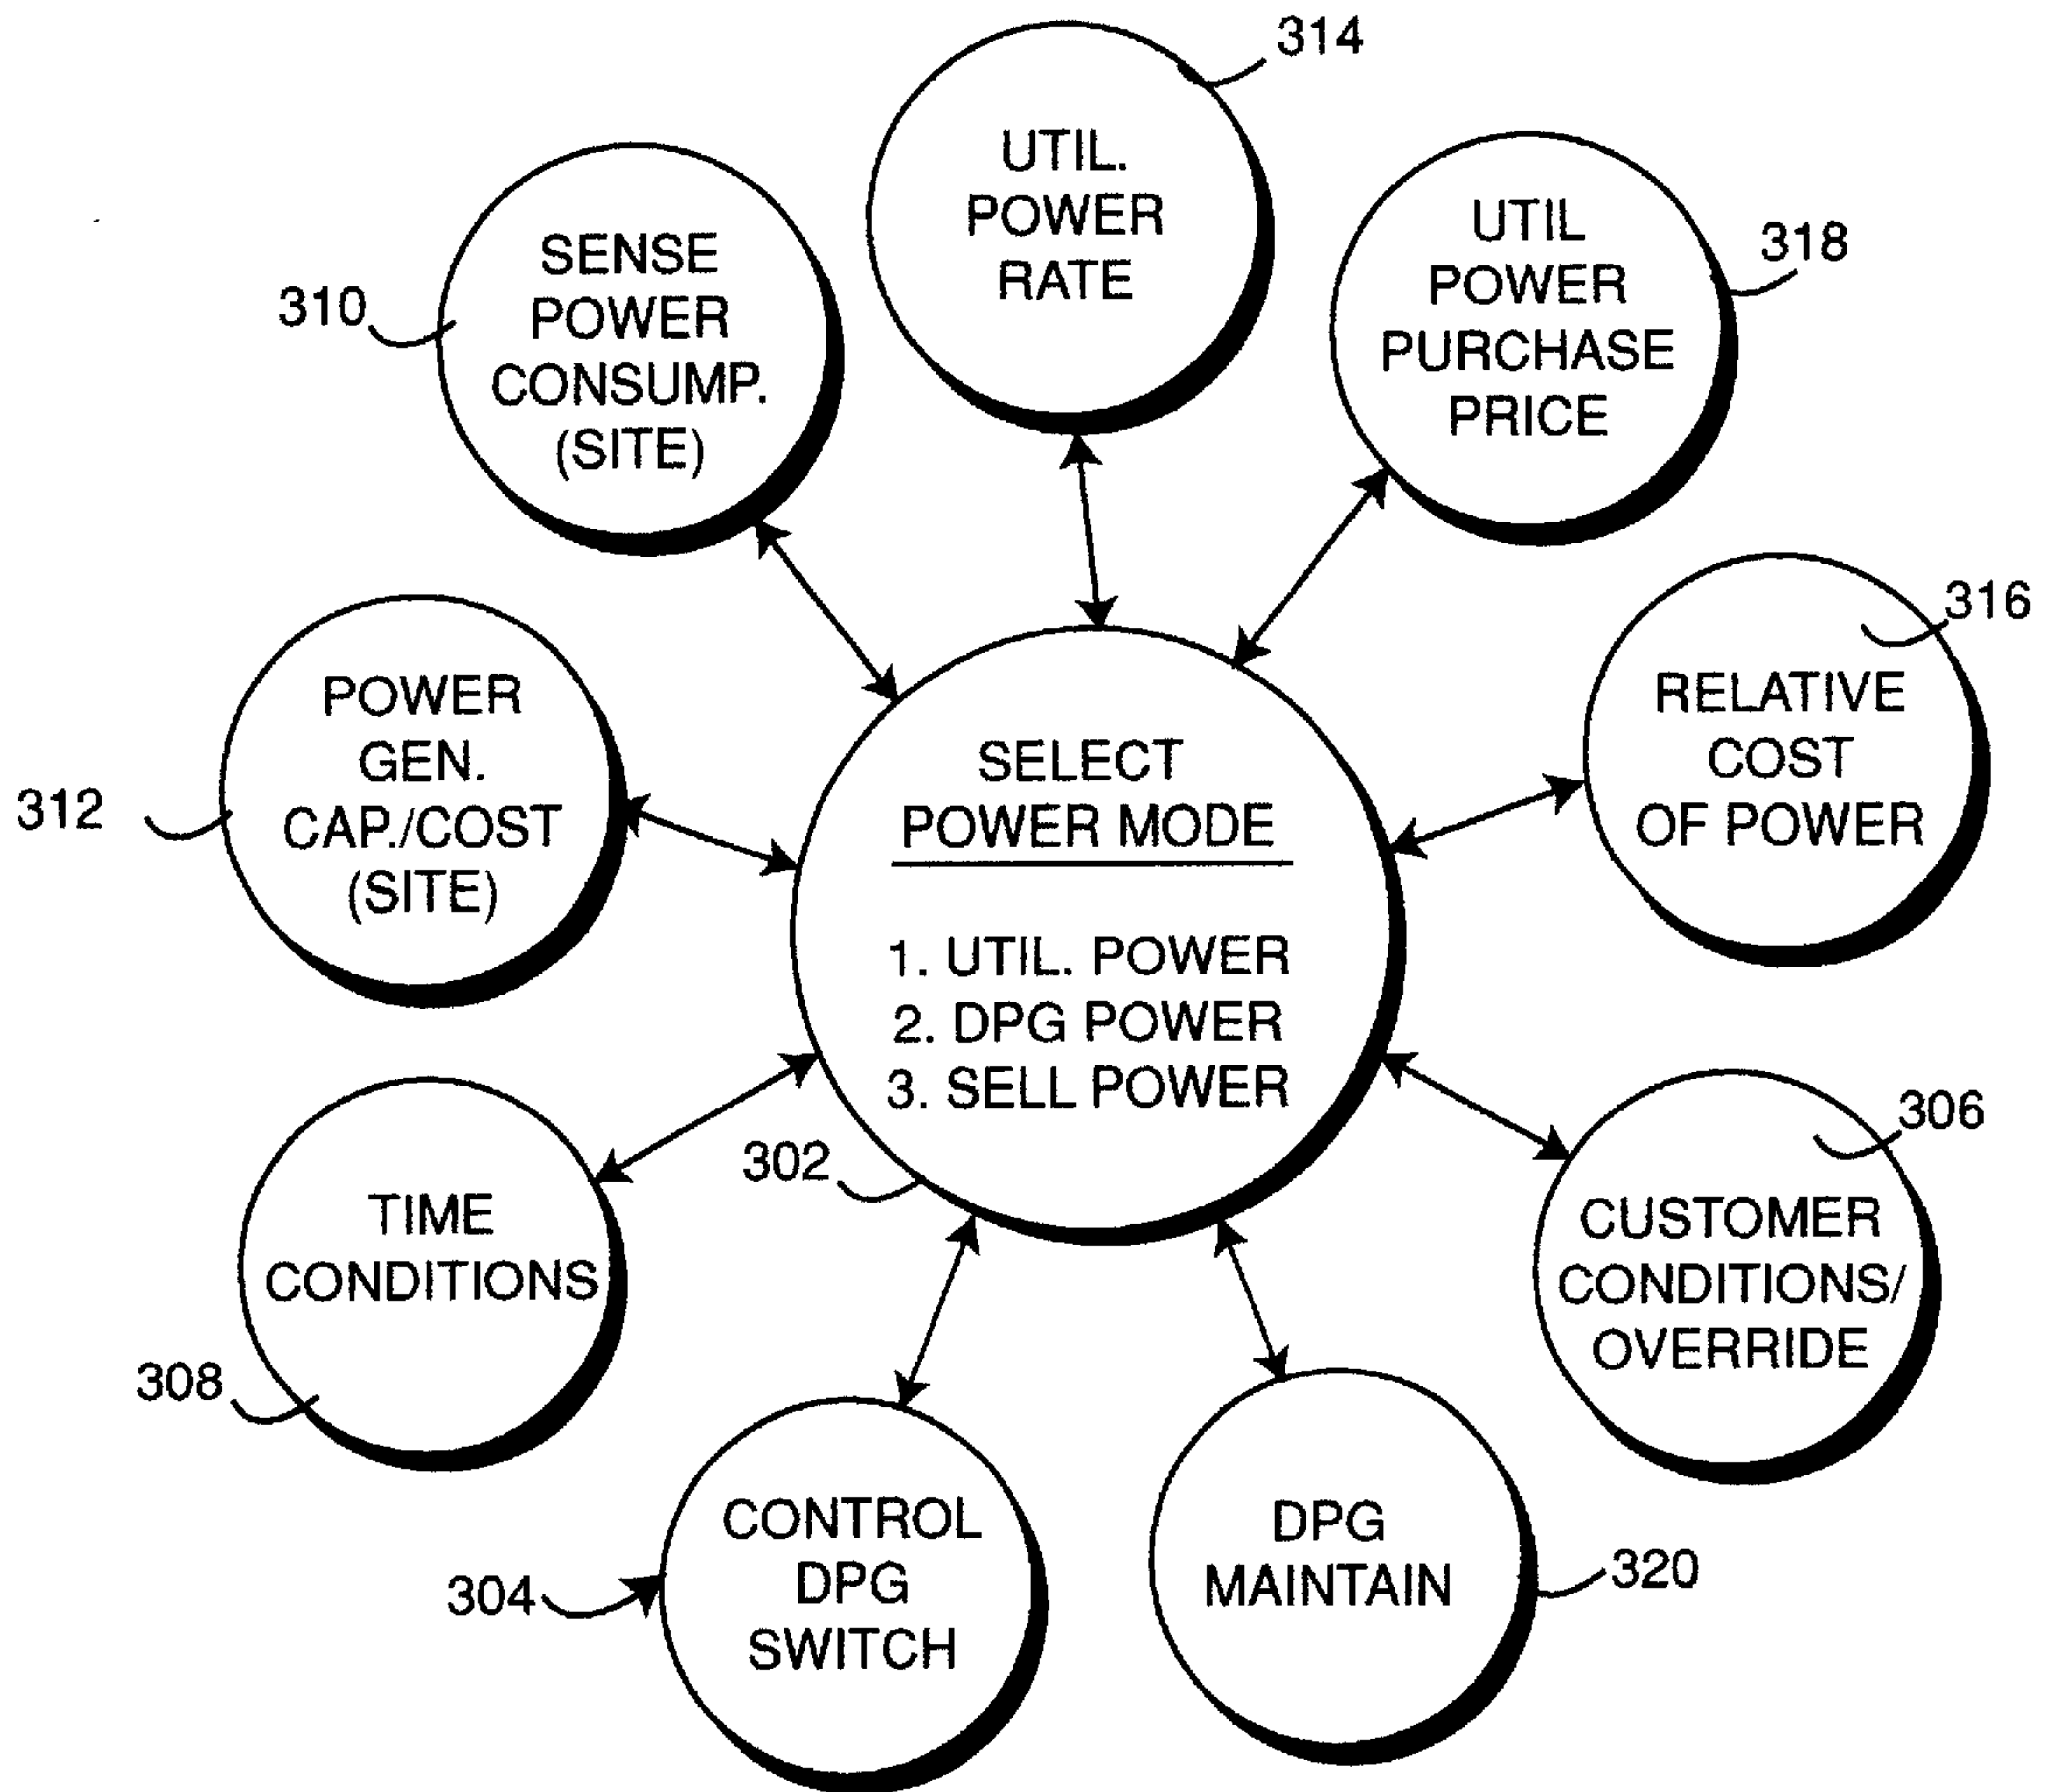 314
UTIL.
POWER
RATE
310
SENSE
POWER
CONSUMP.
(SITE)
UTIL
POWER
PURCHASE
PRICE
318
312
POWER
GEN.
CAP./COST
(SITE)
SELECT
POWER MODE
1. UTIL. POWER
2. DPG POWER
3. SELL POWER
302
316
RELATIVE
COST
OF POWER
308
TIME
CONDITIONS
306
CUSTOMER
CONDITIONS/
OVERRIDE
304
CONTROL
DPG
SWITCH
DPG
MAINTAIN
320